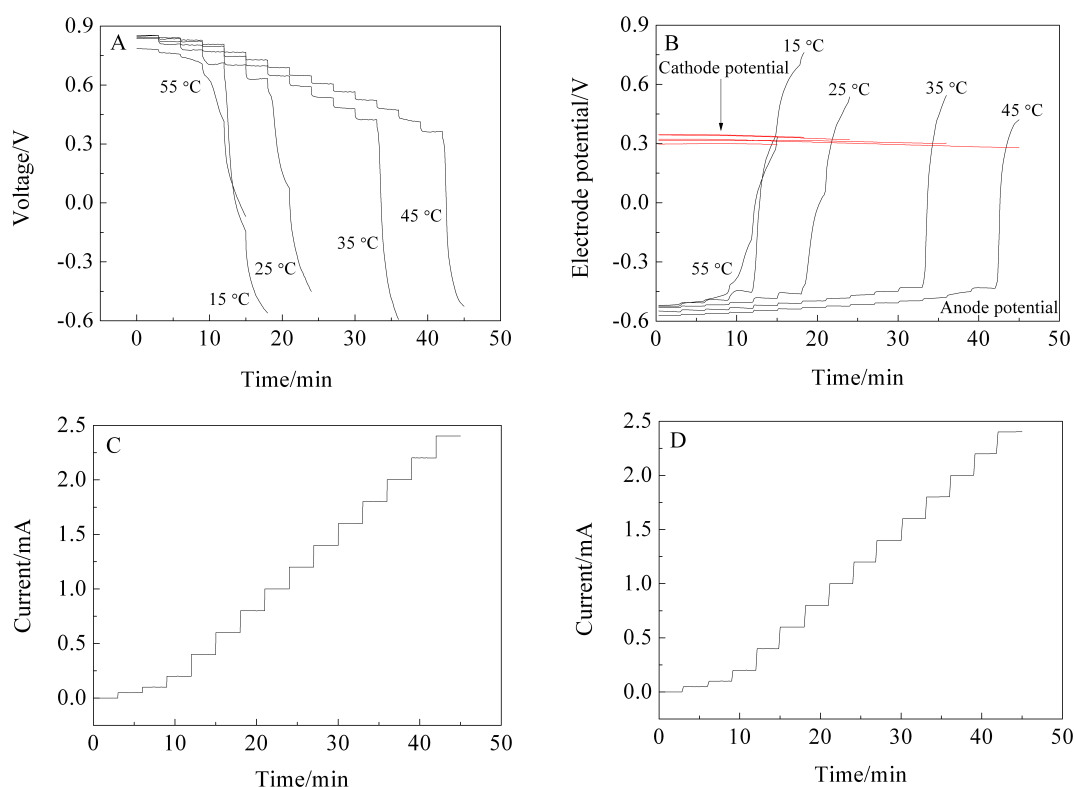 A
0.9
0.6
0.3
0.0
-0.3
-0.6
Voltage/V
55 °C
45 °C
35 °C
25 °C
15 °C
0
10
20
30
40
50
Time/min
B
0.9
0.6
0.3
0.0
-0.3
-0.6
Electrode potential/V
15 °C
Cathode potential
25 °C
35 °C
45 °C
55 °C
Anode potential
0
10
20
30
40
50
Time/min
C
2.5
2.0
1.5
1.0
0.5
0.0
Current/mA
0
10
20
30
40
50
Time/min
D
2.5
2.0
1.5
1.0
0.5
0.0
Current/mA
0
10
20
30
40
50
Time/min